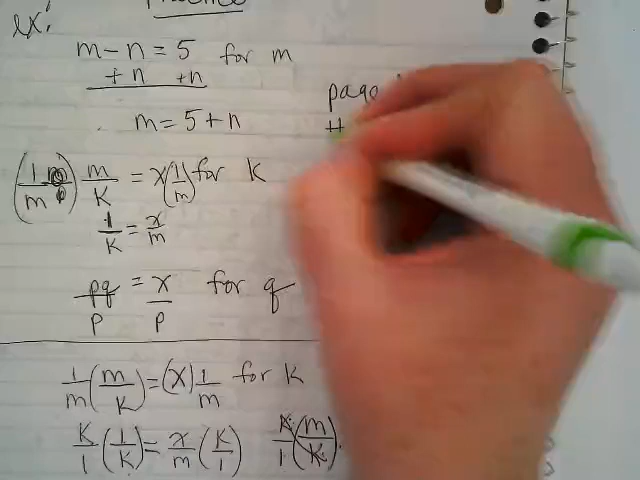 ex:
m - n = 5 for m
+ n + n
m = 5 + n
page
#
(1/m) m/k = x(1/m) for k
1/k = x/m
pq/p = x/p for q
1/m (m/k) = (x) 1/m for k
k/1 (1/k) = x/m (k/1) k/1 (m/k)